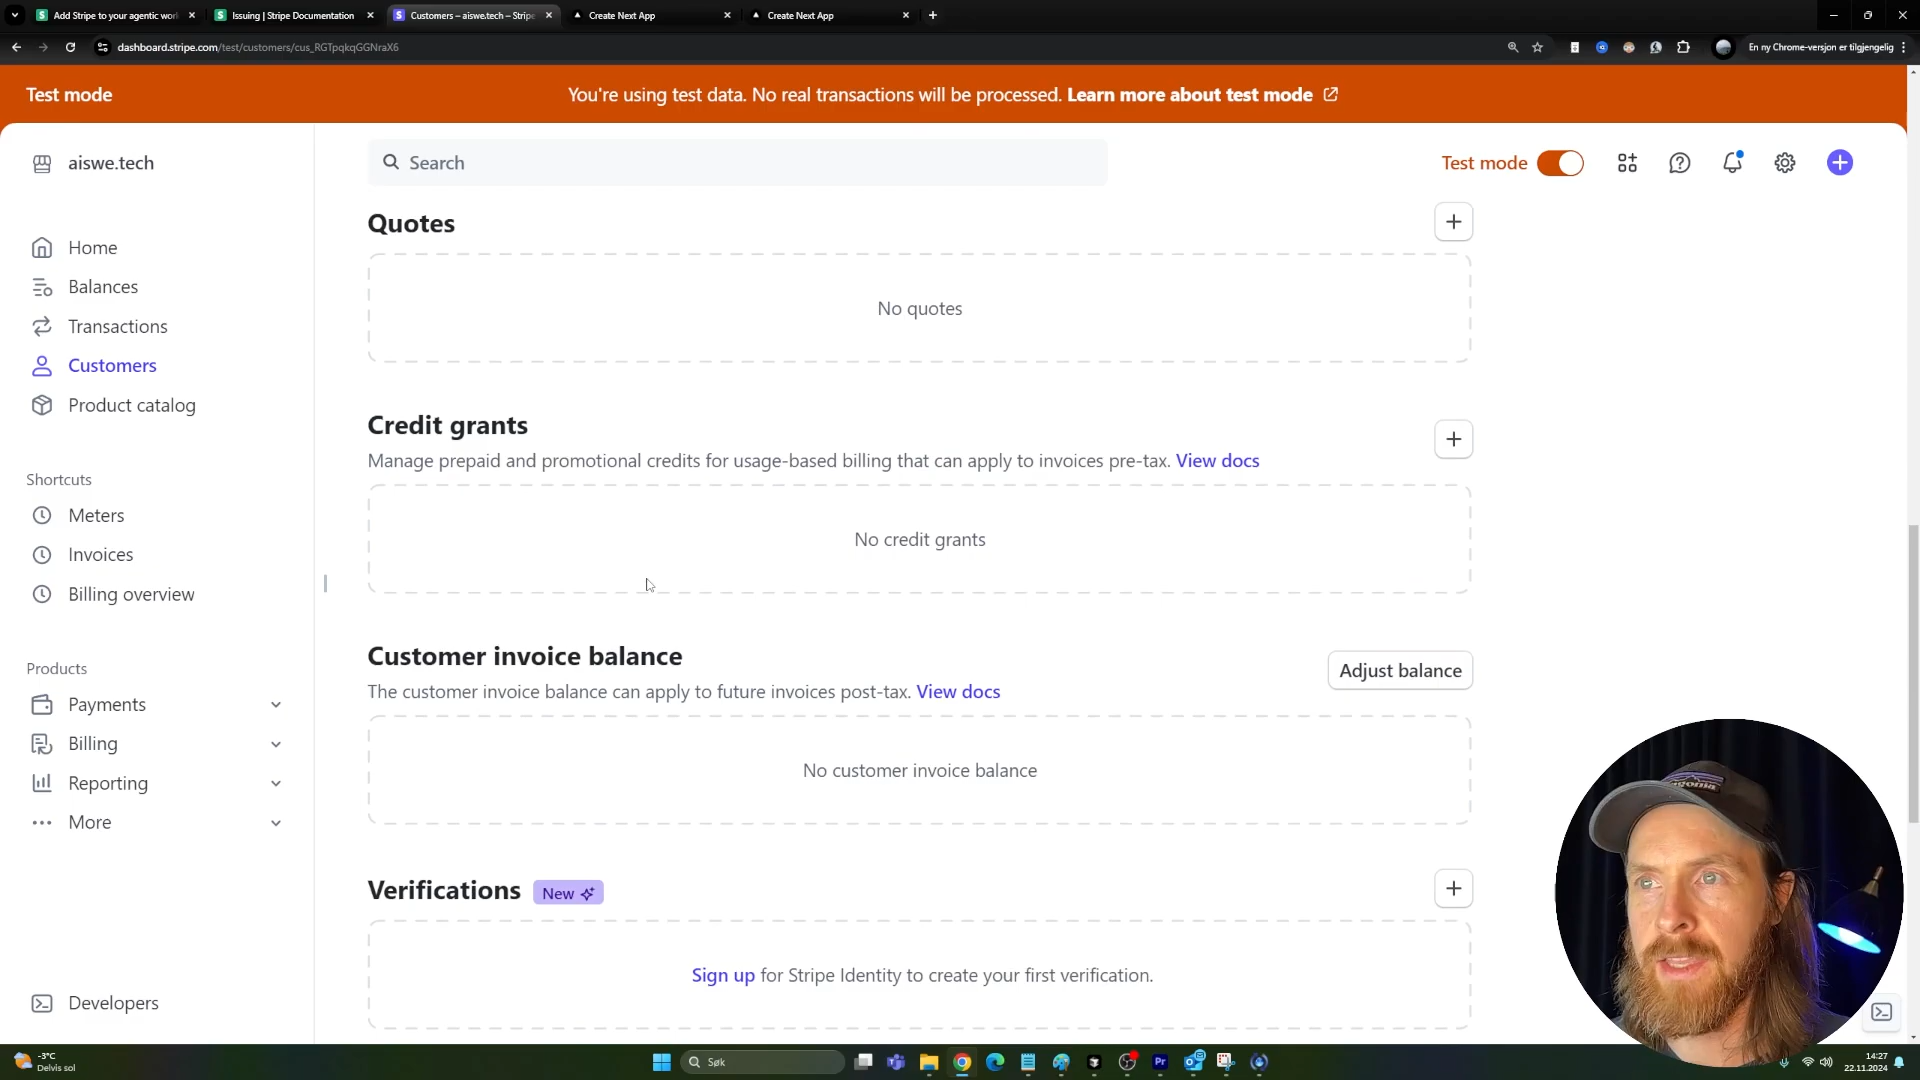 Add Stripe to your agentic wor
Issuing | Stripe Documentation
Customers – aiswe.tech – Stripe
Create Next App
Create Next App
dashboard.stripe.com/test/customers/cus_RGTpqkqGGNraX6
En ny Chrome-versjon er tilgjengelig
Test mode
You're using test data. No real transactions will be processed. Learn more about test mode
aiswe.tech
Search
Test mode
Home
Balances
Transactions
Customers
Product catalog
Shortcuts
Meters
Invoices
Billing overview
Products
Payments
Billing
Reporting
More
Developers
Quotes
No quotes
Credit grants
Manage prepaid and promotional credits for usage-based billing that can apply to invoices pre-tax. View docs
No credit grants
Customer invoice balance
Adjust balance
The customer invoice balance can apply to future invoices post-tax. View docs
No customer invoice balance
Verifications New
Sign up for Stripe Identity to create your first verification.
-3°C
Delvis sol
Søk
Pr
14:27
22.11.2024